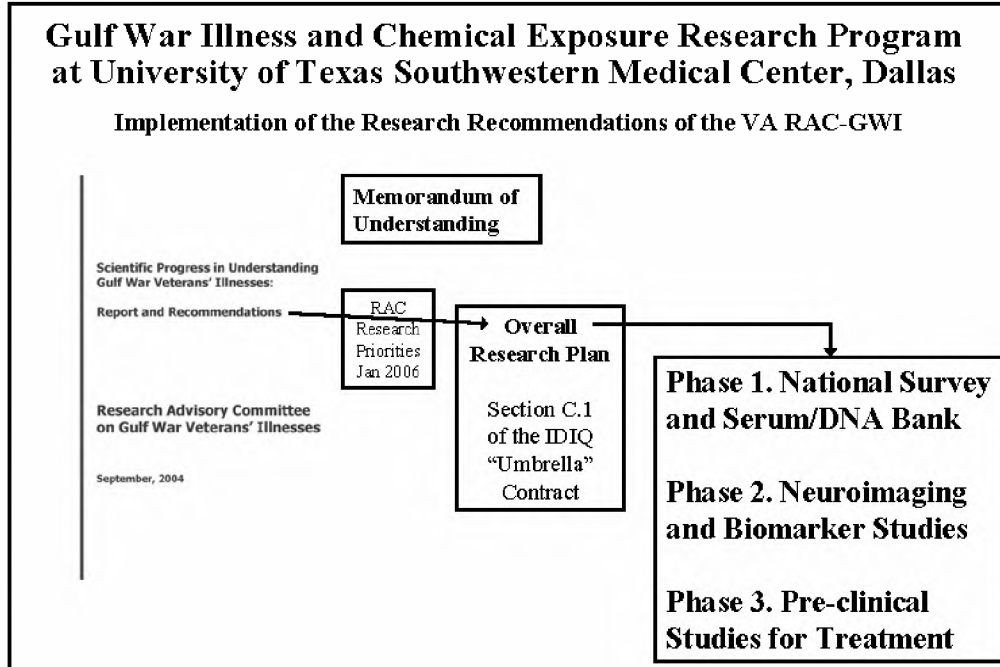 Gulf War Illness and Chemical Exposure Research Program
at University of Texas Southwestern Medical Center, Dallas
Implementation of the Research Recommendations of the VA RAC-GWI
Memorandum of
Understanding
Scientific Progress in Understanding
Gulf War Veterans' Illnesses:
Report and Recommendations
Research Advisory Committee
on Gulf War Veterans' Illnesses
September, 2004
RAC
Research
Priorities
Jan 2006
Overall
Research Plan
Section C.1
of the IDIQ
“Umbrella”
Contract
Phase 1. National Survey
and Serum/DNA Bank
Phase 2. Neuroimaging
and Biomarker Studies
Phase 3. Pre-clinical
Studies for Treatment